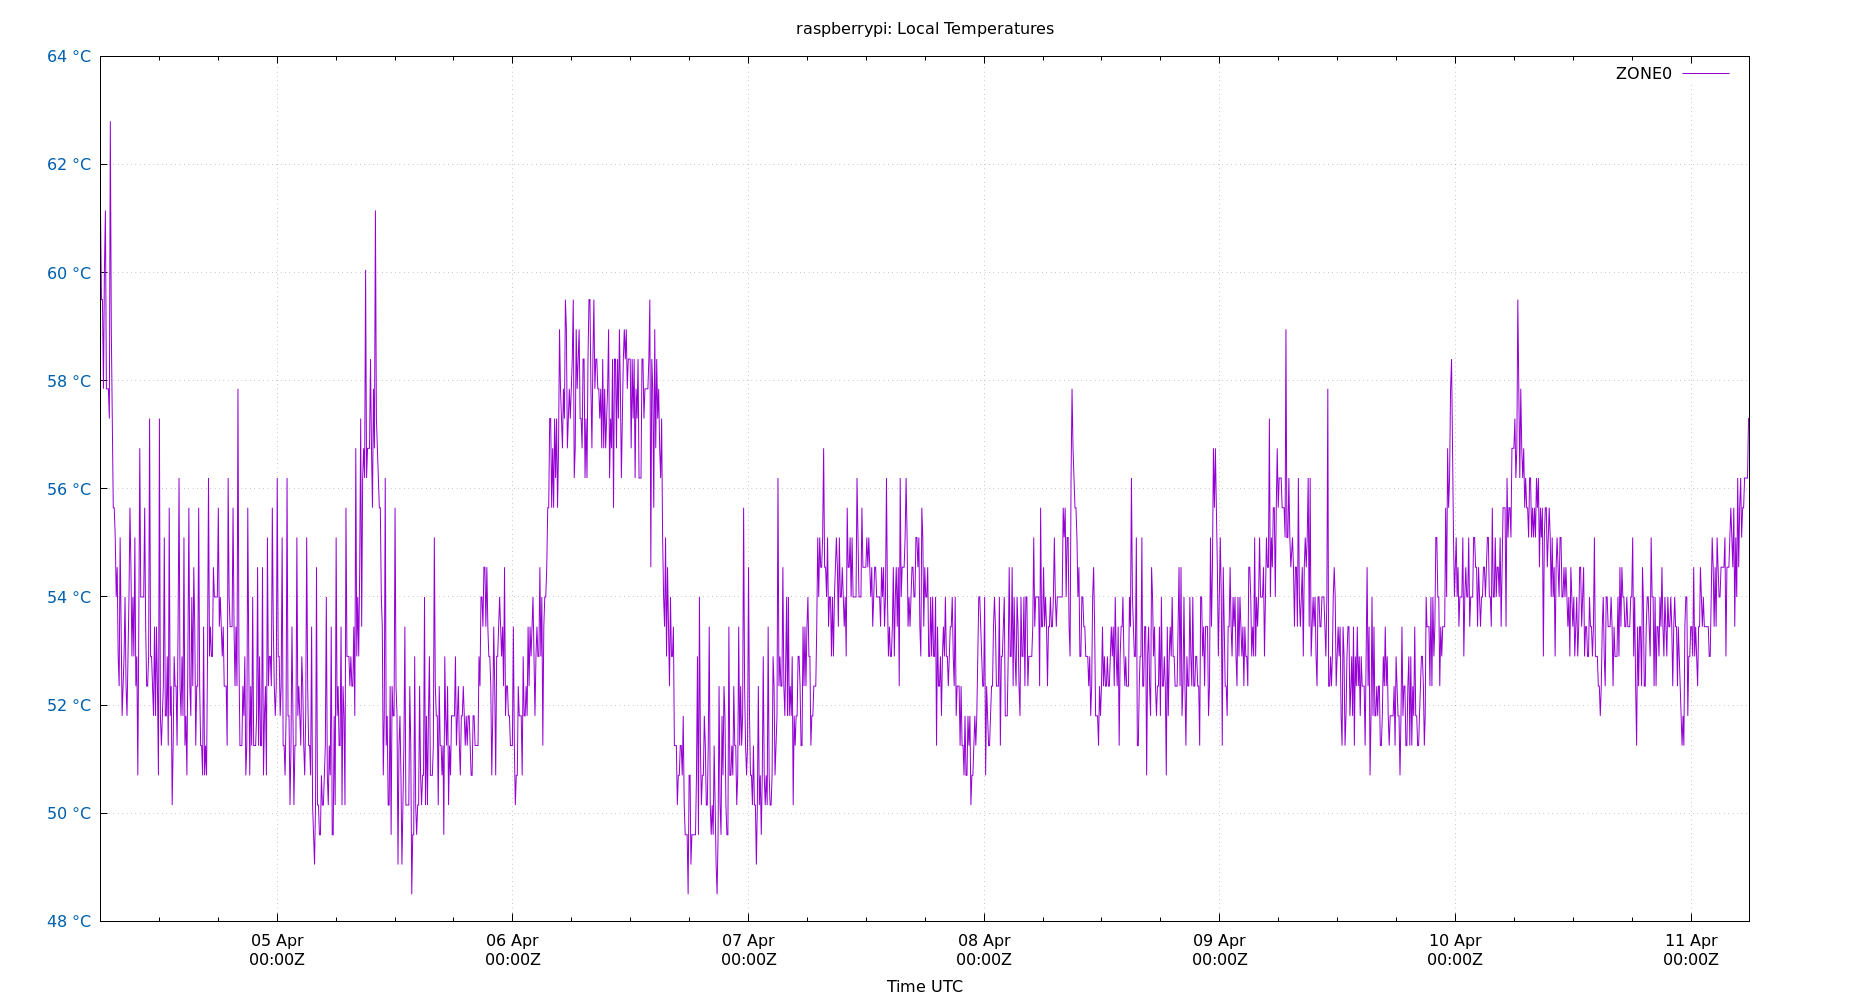 raspberrypi: Local Temperatures
64 °C
ZONE0
62 °C
60 °C
58 °C
56 °C
54 °C
52 °C
50 °C
48 °C
05 Apr 06 Apr 07 Apr 08 Apr 09 Apr 10 Apr 11 Apr
00:00Z 00:00Z 00:00Z 00:00Z 00:00Z 00:00Z 00:00Z
Time UTC